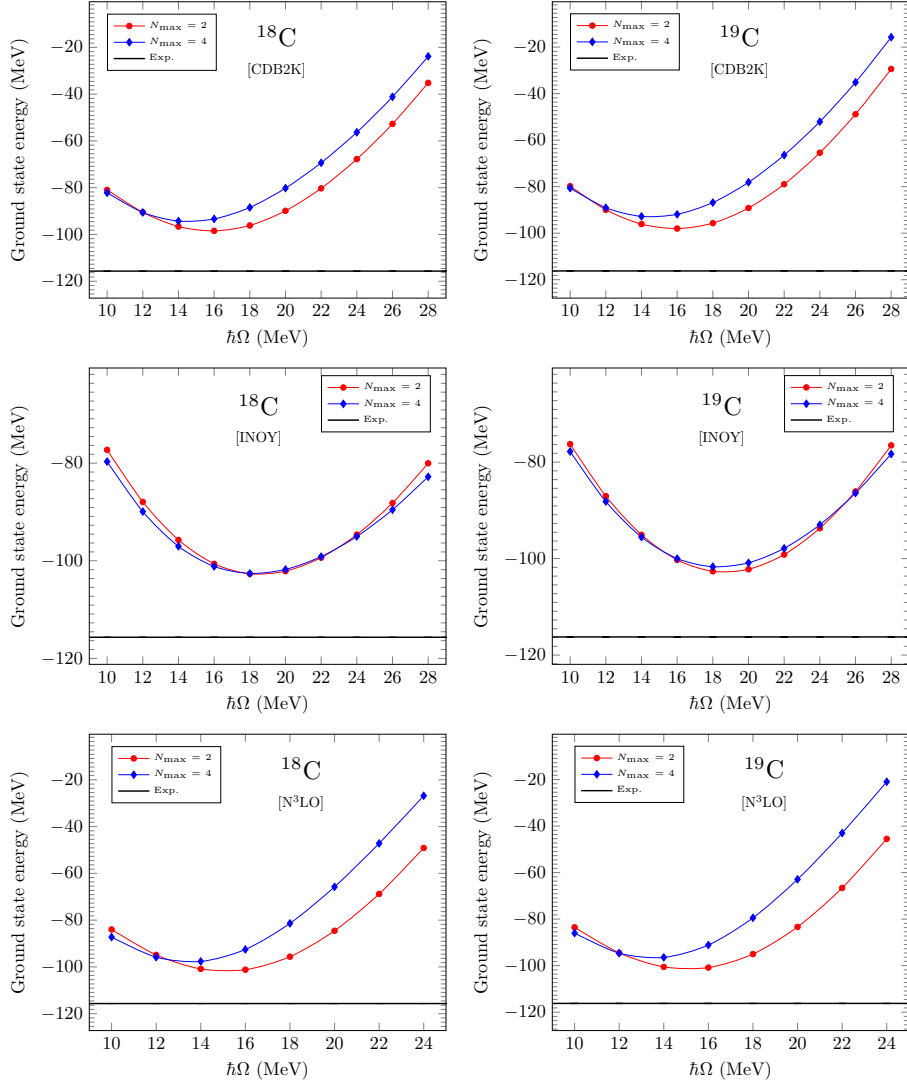 Ground state energy (MeV)
−20
−40
−60
−80
−100
−120
N_max = 2
N_max = 4
Exp.
¹⁸C
[CDB2K]
10 12 14 16 18 20 22 24 26 28
ℏΩ (MeV)
Ground state energy (MeV)
−20
−40
−60
−80
−100
−120
N_max = 2
N_max = 4
Exp.
¹⁹C
[CDB2K]
10 12 14 16 18 20 22 24 26 28
ℏΩ (MeV)
Ground state energy (MeV)
−80
−100
−120
¹⁸C
[INOY]
N_max = 2
N_max = 4
Exp.
10 12 14 16 18 20 22 24 26 28
ℏΩ (MeV)
Ground state energy (MeV)
−80
−100
−120
¹⁹C
[INOY]
N_max = 2
N_max = 4
Exp.
10 12 14 16 18 20 22 24 26 28
ℏΩ (MeV)
Ground state energy (MeV)
−20
−40
−60
−80
−100
−120
N_max = 2
N_max = 4
Exp.
¹⁸C
[N³LO]
10 12 14 16 18 20 22 24
ℏΩ (MeV)
Ground state energy (MeV)
−20
−40
−60
−80
−100
−120
N_max = 2
N_max = 4
Exp.
¹⁹C
[N³LO]
10 12 14 16 18 20 22 24
ℏΩ (MeV)